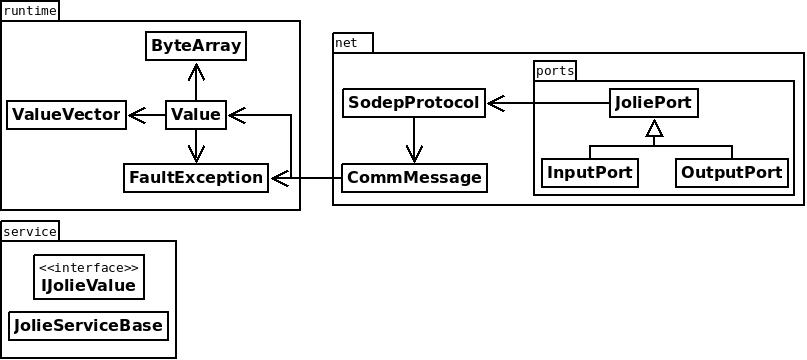 runtime
ByteArray
ValueVector
Value
FaultException
net
SodepProtocol
CommMessage
ports
JoliePort
InputPort
OutputPort
service
<<interface>>
IJolieValue
JolieServiceBase